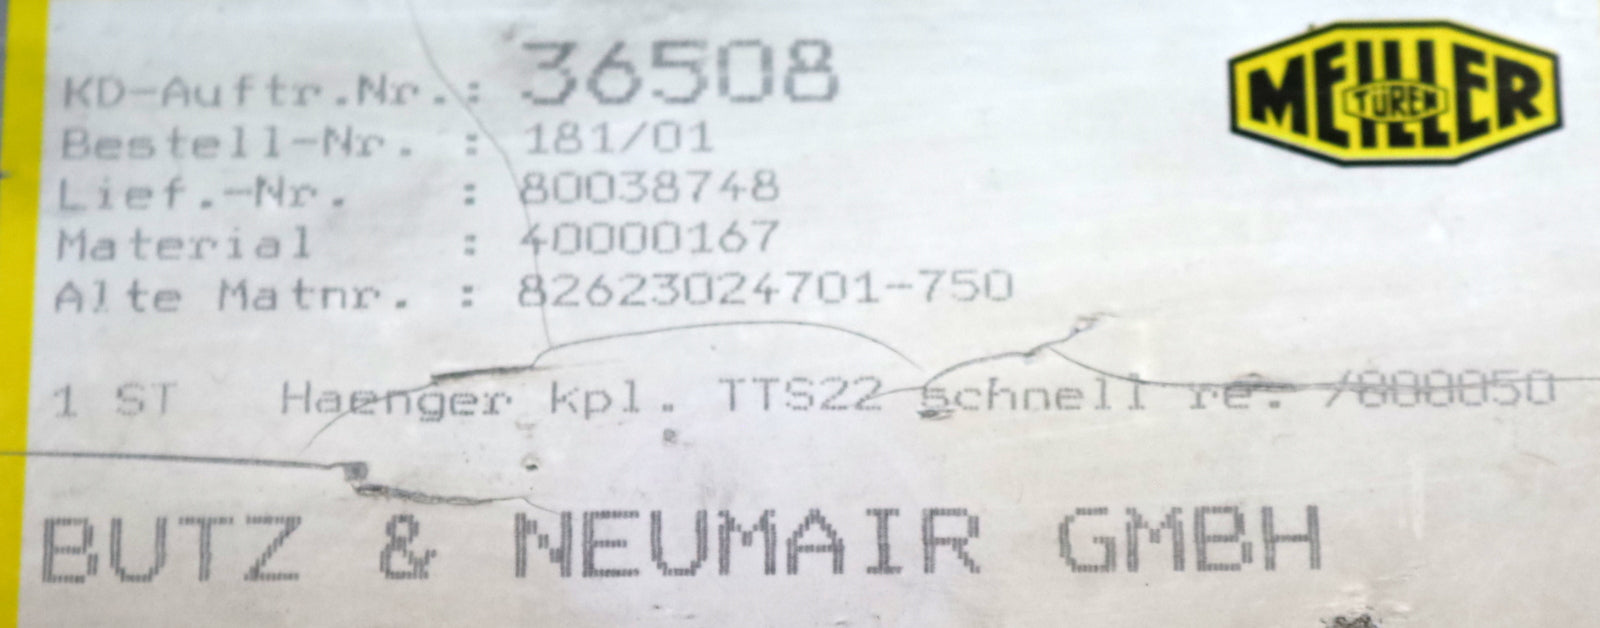 KD-Auftr.Nr.: 36508
Bestell-Nr. : 181/01
Lief.-Nr. : 80038748
Material : 40000167
Alte Matnr. : 82623024701-750
1 ST Haenger kpl. TTS22 schnell re. /000050
BUTZ & NEUMAIR GMBH
MEILLER
TÜREN